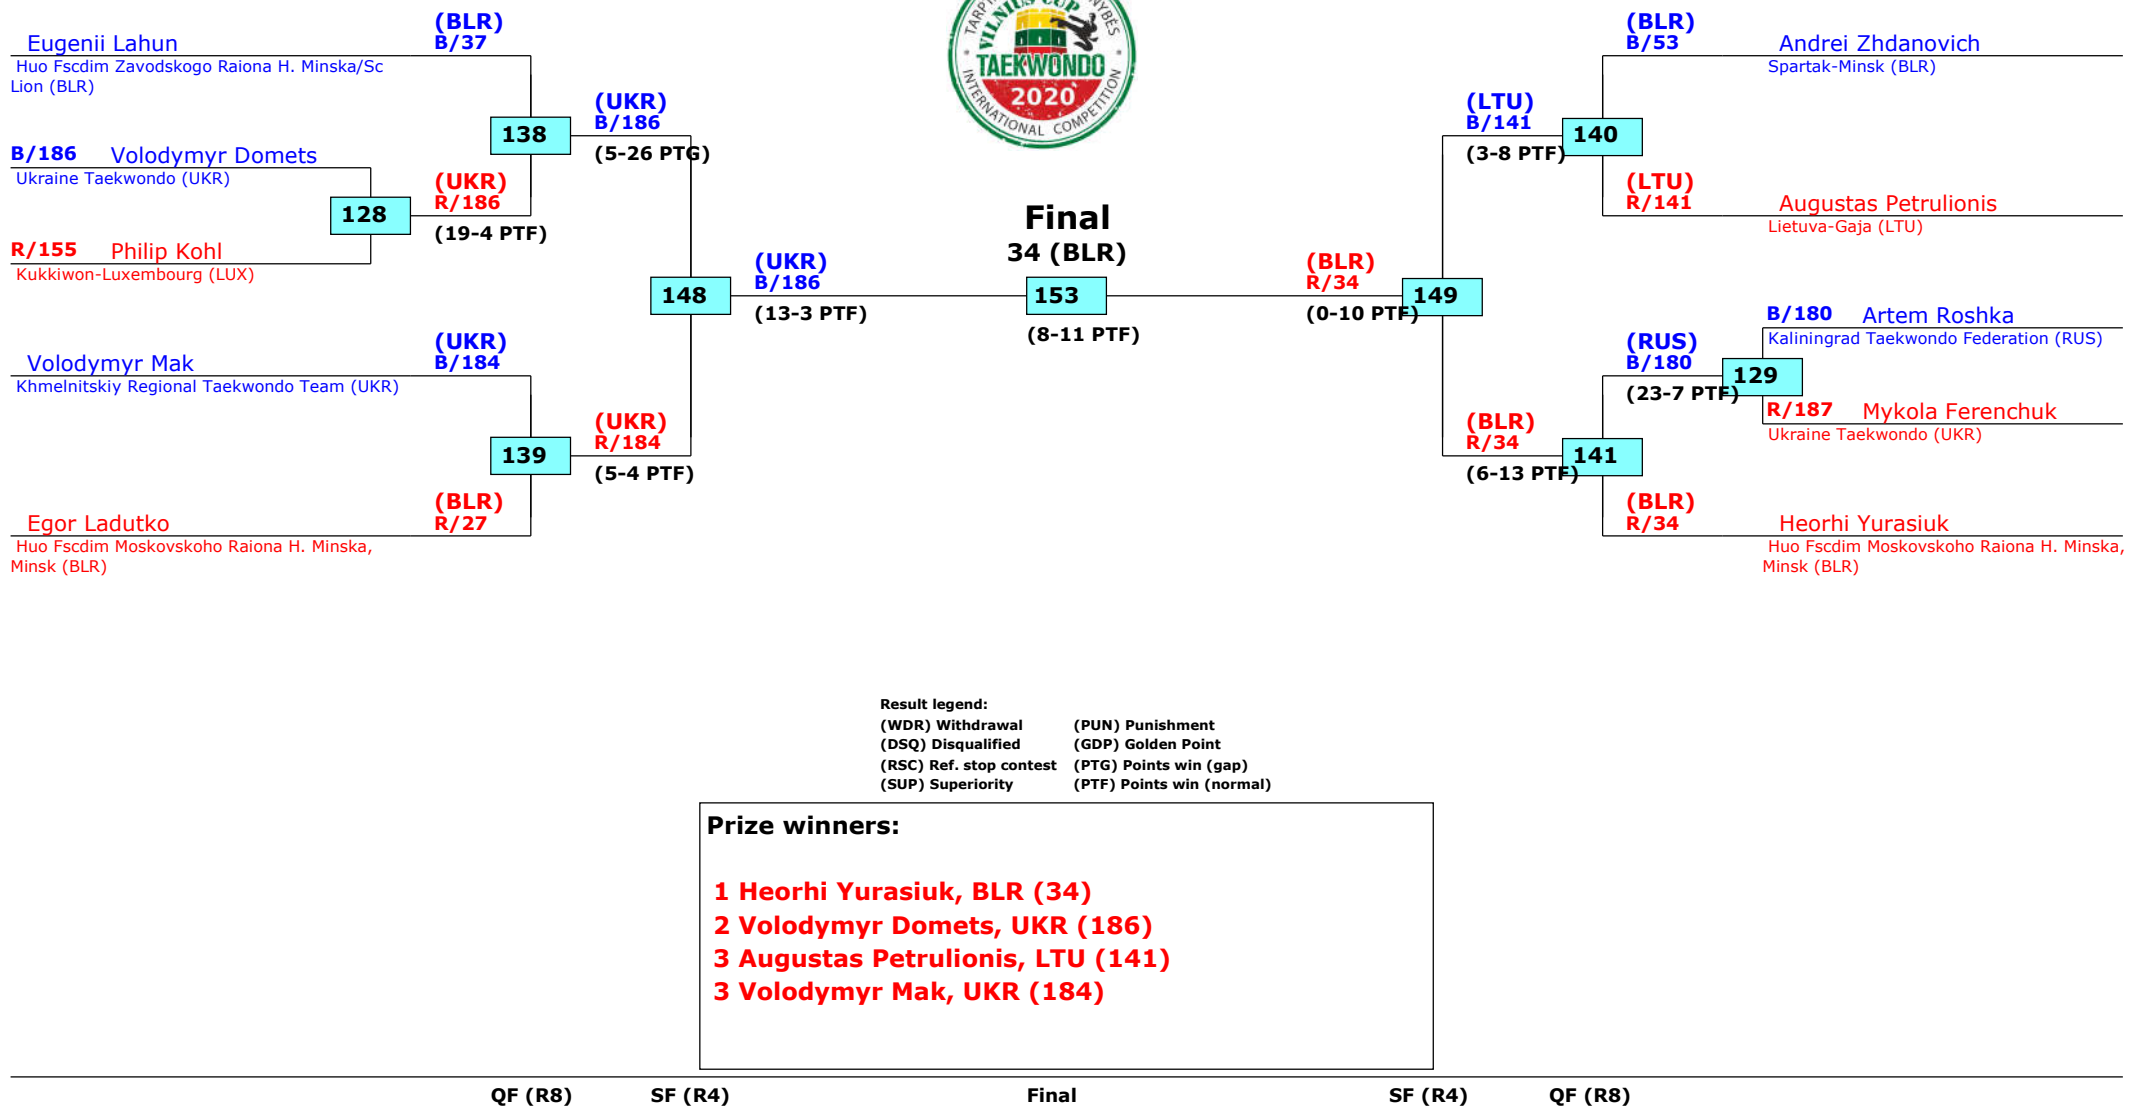 (BLR)
B/37
Eugenii Lahun
Huo Fscdim Zavodskogo Raiona H. Minska/Sc
Lion (BLR)
B/186 Volodymyr Domets
Ukraine Taekwondo (UKR)
128
R/155 Philip Kohl
Kukkiwon-Luxembourg (LUX)
(UKR)
R/186
(19-4 PTF)
138
(UKR)
B/186
(5-26 PTG)
Volodymyr Mak
Khmelnitskiy Regional Taekwondo Team (UKR)
(UKR)
B/184
139
(UKR)
R/184
(5-4 PTF)
Egor Ladutko
Huo Fscdim Moskovskoho Raiona H. Minska,
Minsk (BLR)
(BLR)
R/27
148
(UKR)
B/186
(13-3 PTF)
VILNIUS CUP
TAEKWONDO
2020
INTERNATIONAL COMPETITION
Final
34 (BLR)
153
(8-11 PTF)
(BLR)
R/34
(0-10 PTF)
149
(LTU)
B/141
(3-8 PTF)
140
(BLR)
B/53
Andrei Zhdanovich
Spartak-Minsk (BLR)
(LTU)
R/141
Augustas Petrulionis
Lietuva-Gaja (LTU)
B/180 Artem Roshka
Kaliningrad Taekwondo Federation (RUS)
(RUS)
B/180
(23-7 PTF)
129
R/187 Mykola Ferenchuk
Ukraine Taekwondo (UKR)
(BLR)
R/34
(6-13 PTF)
141
(BLR)
R/34
Heorhi Yurasiuk
Huo Fscdim Moskovskoho Raiona H. Minska,
Minsk (BLR)
Result legend:
(WDR) Withdrawal (PUN) Punishment
(DSQ) Disqualified (GDP) Golden Point
(RSC) Ref. stop contest (PTG) Points win (gap)
(SUP) Superiority (PTF) Points win (normal)
Prize winners:
1 Heorhi Yurasiuk, BLR (34)
2 Volodymyr Domets, UKR (186)
3 Augustas Petrulionis, LTU (141)
3 Volodymyr Mak, UKR (184)
QF (R8) SF (R4) Final SF (R4) QF (R8)